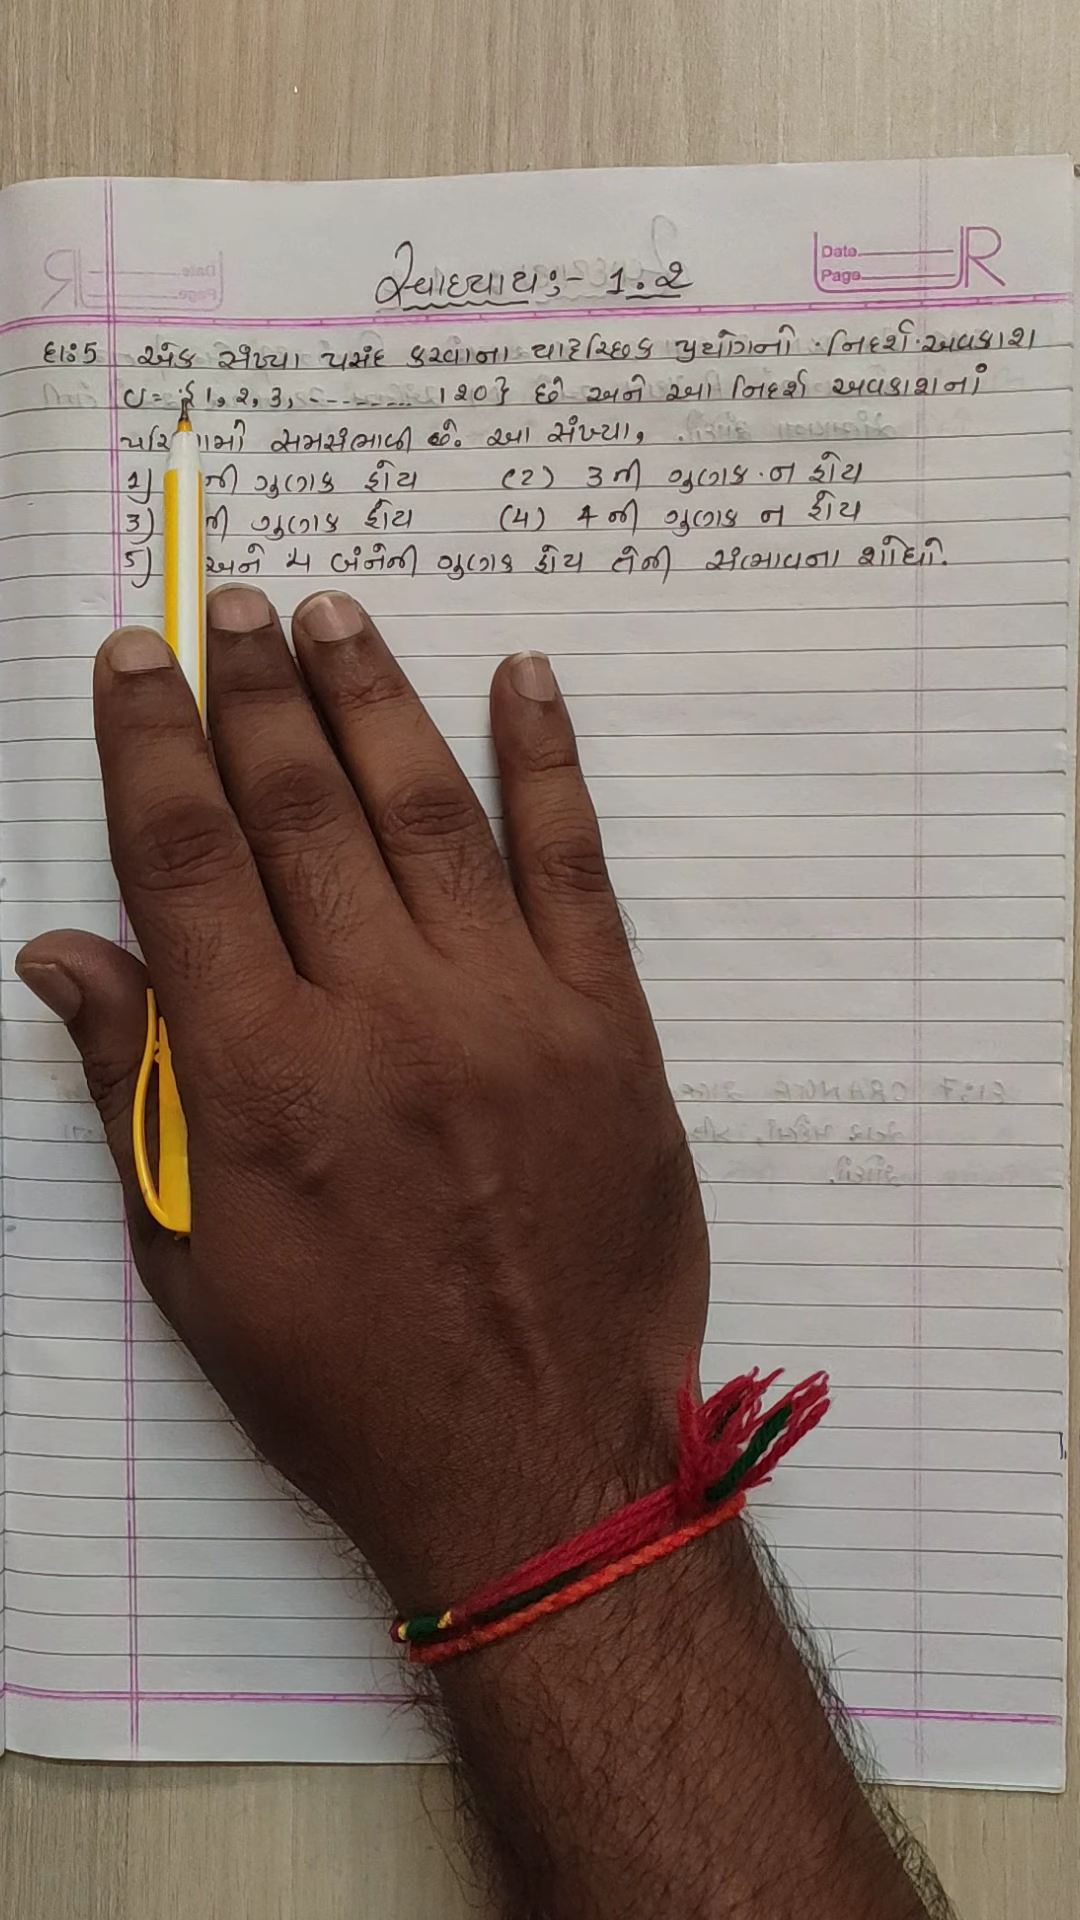 સ્વાધ્યાય:- 1.2
Date
Page
R
દા:5 એક સંખ્યા પસંદ કરવાના યાદચ્છિક પ્રયોગનો નિદર્શ અવકાશ
U = { 1, 2, 3, ---------- 120} છે અને આ નિદર્શ અવકાશનાં
સમસંભાવી છે. આ સંખ્યા,
1) ની ગુણક હોય (2) 3 ની ગુણક ન હોય
3) ની ગુણક હોય (4) 4 ની ગુણક ન હોય
5) અને 4 બંનેની ગુણક હોય તેની સંભાવના શોધો.